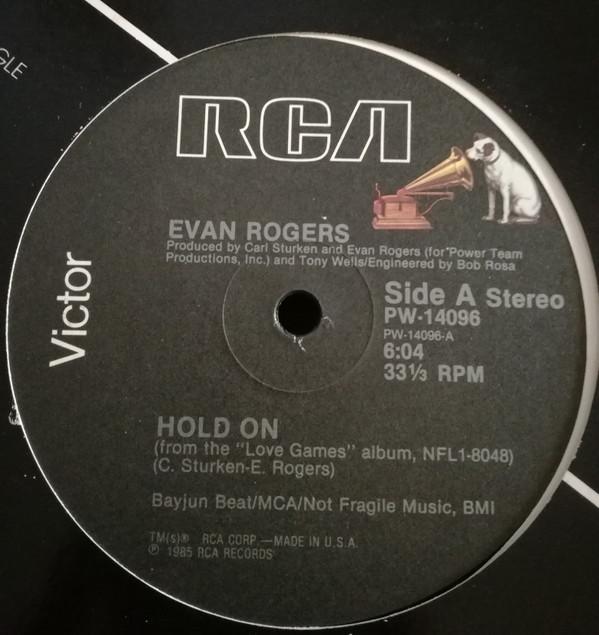 RCA
EVAN ROGERS
Produced by Carl Sturken and Evan Rogers (for Power Team
Productions, Inc.) and Tony Wells/Engineered by Bob Rosa
Victor
Side A Stereo
PW-14096
PW-14096-A
6:04
33⅓ RPM
HOLD ON
(from the "Love Games" album, NFL1-8048)
(C. Sturken-E. Rogers)
Bayjun Beat/MCA/Not Fragile Music, BMI
TM(s)® RCA CORP.—MADE IN U.S.A.
℗ 1985 RCA RECORDS